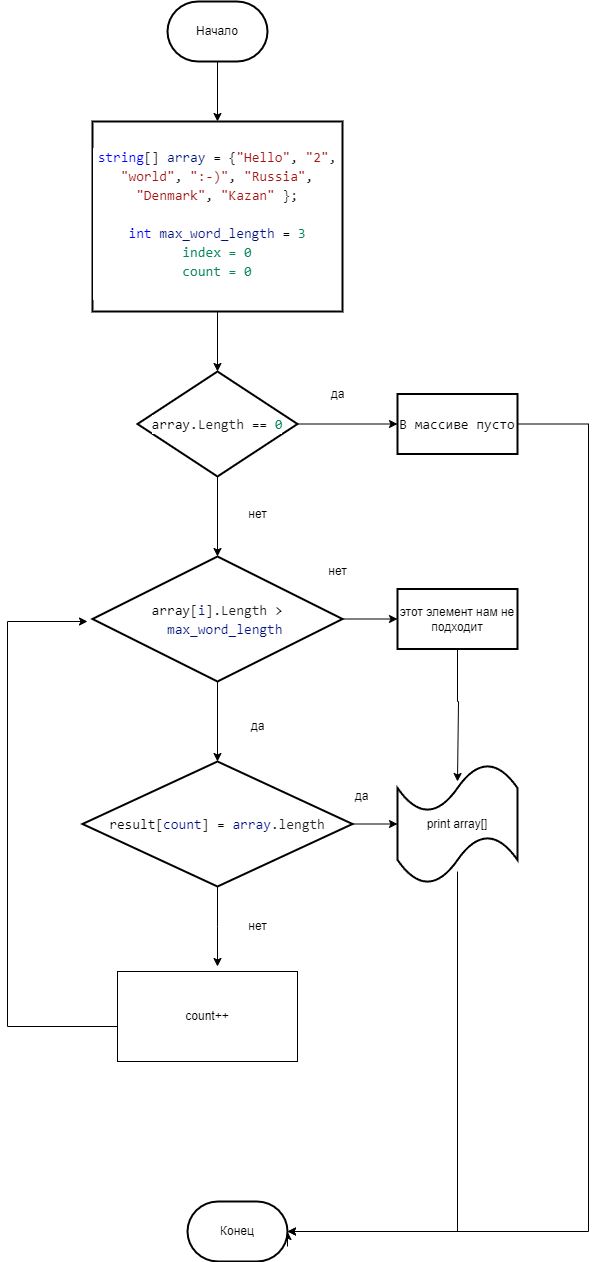 Начало
string[] array = {"Hello", "2",
"world", ":-)", "Russia",
"Denmark", "Kazan" };
int max_word_length = 3
index = 0
count = 0
array.Length == 0
да
В массиве пусто
нет
нет
array[i].Length >
max_word_length
этот элемент нам не
подходит
да
да
result[count] = array.length
print array[]
нет
count++
Конец